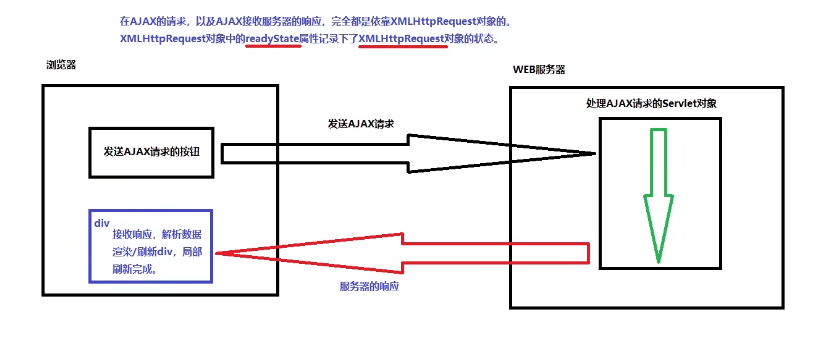 在AJAX的请求，以及AJAX接收服务器的响应，完全都是依靠XMLHttpRequest对象的。
XMLHttpRequest对象中的readyState属性记录下了XMLHttpRequest对象的状态。
浏览器
WEB服务器
处理AJAX请求的Servlet对象
发送AJAX请求
发送AJAX请求的按钮
div
接收响应，解析数据
渲染/刷新div，局部
刷新完成。
服务器的响应